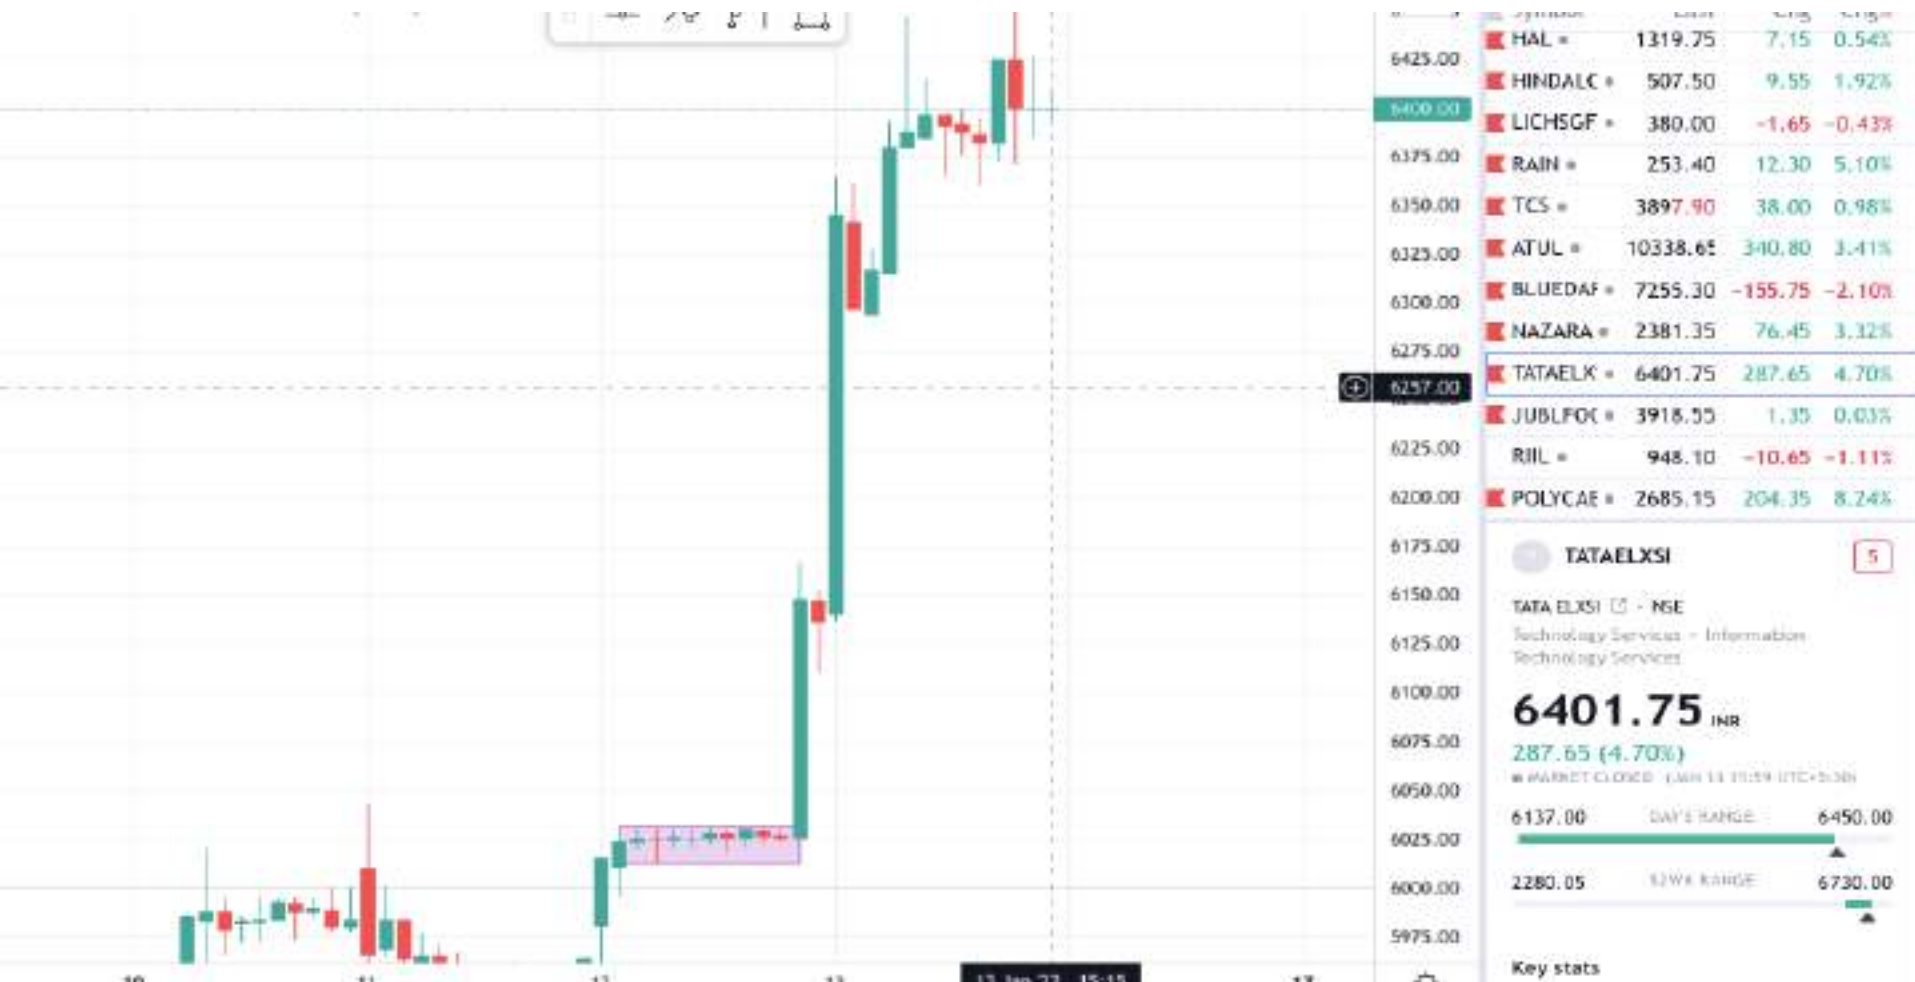 HAL 1319.75 7.15 0.54%
HINDALC 507.50 9.55 1.92%
LICHSGF 380.00 -1.65 -0.43%
RAIN 253.40 12.30 5.10%
TCS 3897.90 38.00 0.98%
ATUL 10338.65 340.80 3.41%
BLUEDAF 7255.30 -155.75 -2.10%
NAZARA 2381.35 76.45 3.32%
TATAELX 6401.75 287.65 4.70%
JUBLFOO 3918.55 1.35 0.03%
RIIL 948.10 -10.65 -1.11%
POLYCAE 2685.15 204.35 8.24%
TATAELXSI 5
TATA ELXSI - NSE
Technology Services - Information
Technology Services
6401.75 INR
287.65 (4.70%)
MARKET CLOSED
6137.00 DAY'S RANGE 6450.00
2280.05 52WK RANGE 6730.00
Key stats
6425.00
6400.00
6375.00
6350.00
6325.00
6300.00
6275.00
6257.00
6225.00
6200.00
6175.00
6150.00
6125.00
6100.00
6075.00
6050.00
6025.00
6000.00
5975.00